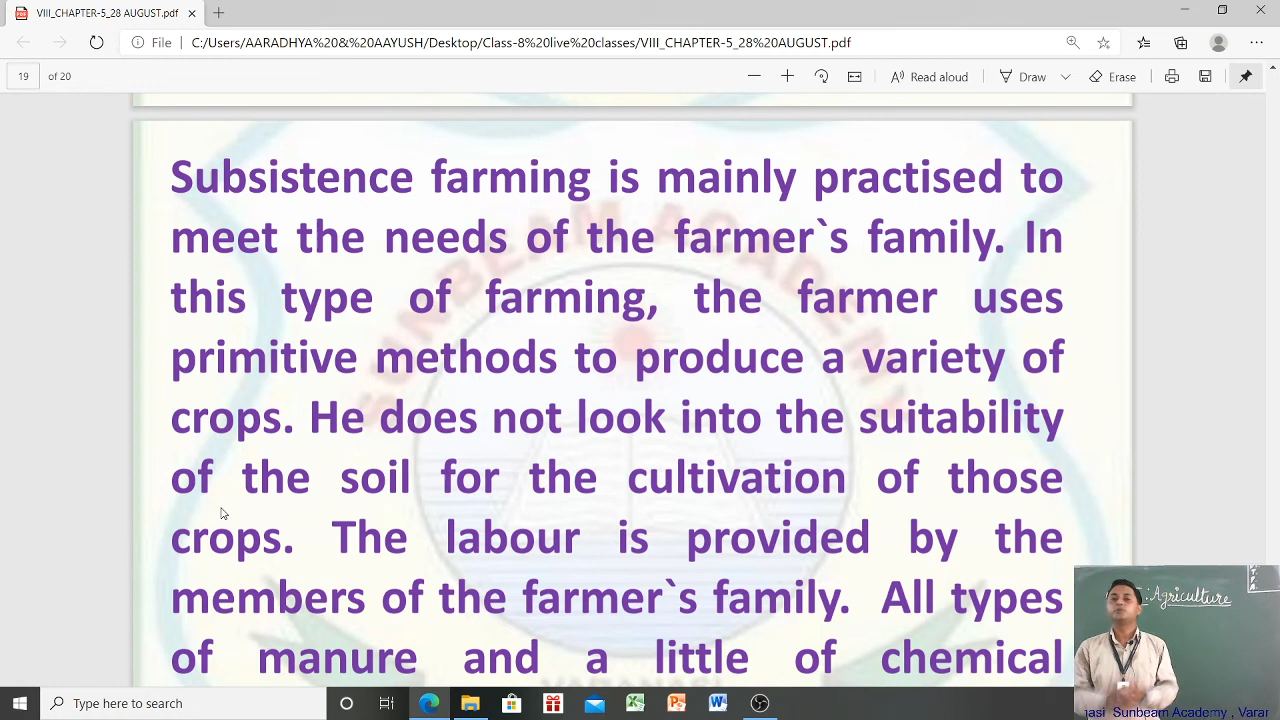 VIII_CHAPTER-5_28 AUGUST.pdf
File
C:/Users/AARADHYA%20&%20AAYUSH/Desktop/Class-8%20live%20classes/VIII_CHAPTER-5_28%20AUGUST.pdf
19 of 20
Read aloud
Draw
Erase
Subsistence farming is mainly practised to
meet the needs of the farmer`s family. In
this type of farming, the farmer uses
primitive methods to produce a variety of
crops. He does not look into the suitability
of the soil for the cultivation of those
crops. The labour is provided by the
members of the farmer`s family. All types
of manure and a little of chemical
SUNBEAM ACADEMY
VARANASI
Agriculture
Type here to search
jasi Sunbeam Academy , Varar